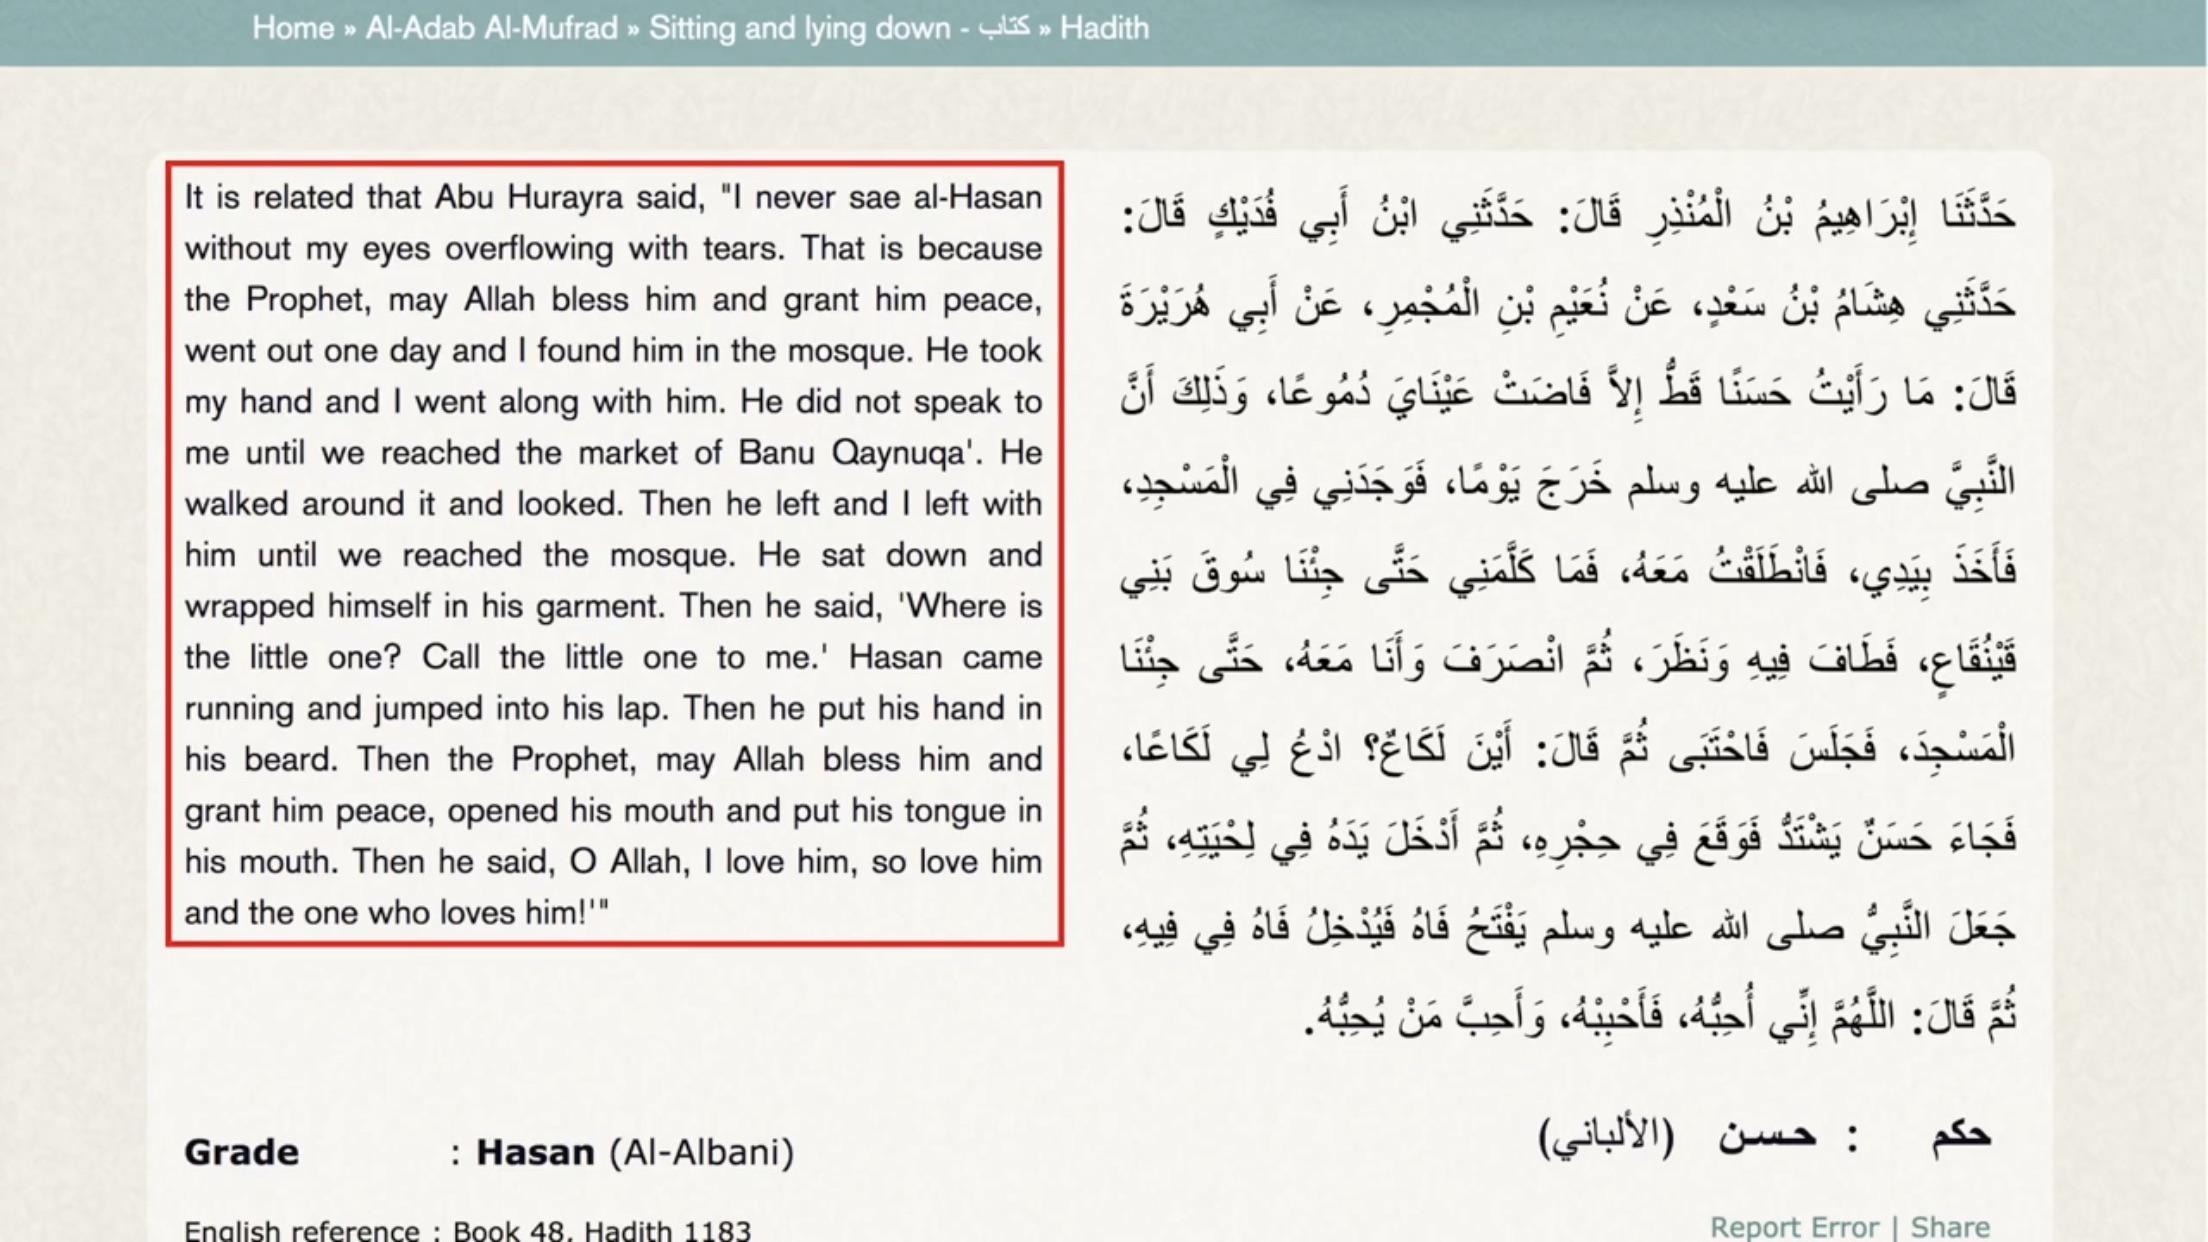 Home » Al-Adab Al-Mufrad » Sitting and lying down - كتاب » Hadith
It is related that Abu Hurayra said, "I never sae al-Hasan
without my eyes overflowing with tears. That is because
the Prophet, may Allah bless him and grant him peace,
went out one day and I found him in the mosque. He took
my hand and I went along with him. He did not speak to
me until we reached the market of Banu Qaynuqa'. He
walked around it and looked. Then he left and I left with
him until we reached the mosque. He sat down and
wrapped himself in his garment. Then he said, 'Where is
the little one? Call the little one to me.' Hasan came
running and jumped into his lap. Then he put his hand in
his beard. Then the Prophet, may Allah bless him and
grant him peace, opened his mouth and put his tongue in
his mouth. Then he said, O Allah, I love him, so love him
and the one who loves him!'"
حَدَّثَنَا إِبْرَاهِيمُ بْنُ الْمُنْذِرِ قَالَ: حَدَّثَنِي ابْنُ أَبِي فُدَيْكٍ قَالَ:
حَدَّثَنِي هِشَامُ بْنُ سَعْدٍ، عَنْ نُعَيْمِ بْنِ الْمُجْمِرِ، عَنْ أَبِي هُرَيْرَةَ
قَالَ: مَا رَأَيْتُ حَسَنًا قَطُّ إِلاَّ فَاضَتْ عَيْنَايَ دُمُوعًا، وَذَلِكَ أَنَّ
النَّبِيَّ صلى الله عليه وسلم خَرَجَ يَوْمًا، فَوَجَدَنِي فِي الْمَسْجِدِ،
فَأَخَذَ بِيَدِي، فَانْطَلَقْتُ مَعَهُ، فَمَا كَلَّمَنِي حَتَّى جِئْنَا سُوقَ بَنِي
قَيْنُقَاعٍ، فَطَافَ فِيهِ وَنَظَرَ، ثُمَّ انْصَرَفَ وَأَنَا مَعَهُ، حَتَّى جِئْنَا
الْمَسْجِدَ، فَجَلَسَ فَاحْتَبَى ثُمَّ قَالَ: أَيْنَ لَكَاعٌ؟ ادْعُ لِي لَكَاعًا،
فَجَاءَ حَسَنٌ يَشْتَدُّ فَوَقَعَ فِي حِجْرِهِ، ثُمَّ أَدْخَلَ يَدَهُ فِي لِحْيَتِهِ، ثُمَّ
جَعَلَ النَّبِيُّ صلى الله عليه وسلم يَفْتَحُ فَاهُ فَيُدْخِلُ فَاهُ فِي فِيهِ،
ثُمَّ قَالَ: اللَّهُمَّ إِنِّي أُحِبُّهُ، فَأَحْبِبْهُ، وَأَحِبَّ مَنْ يُحِبُّهُ.
Grade : Hasan (Al-Albani)
حكم : حسن (الألباني)
English reference : Book 48, Hadith 1183
Report Error | Share